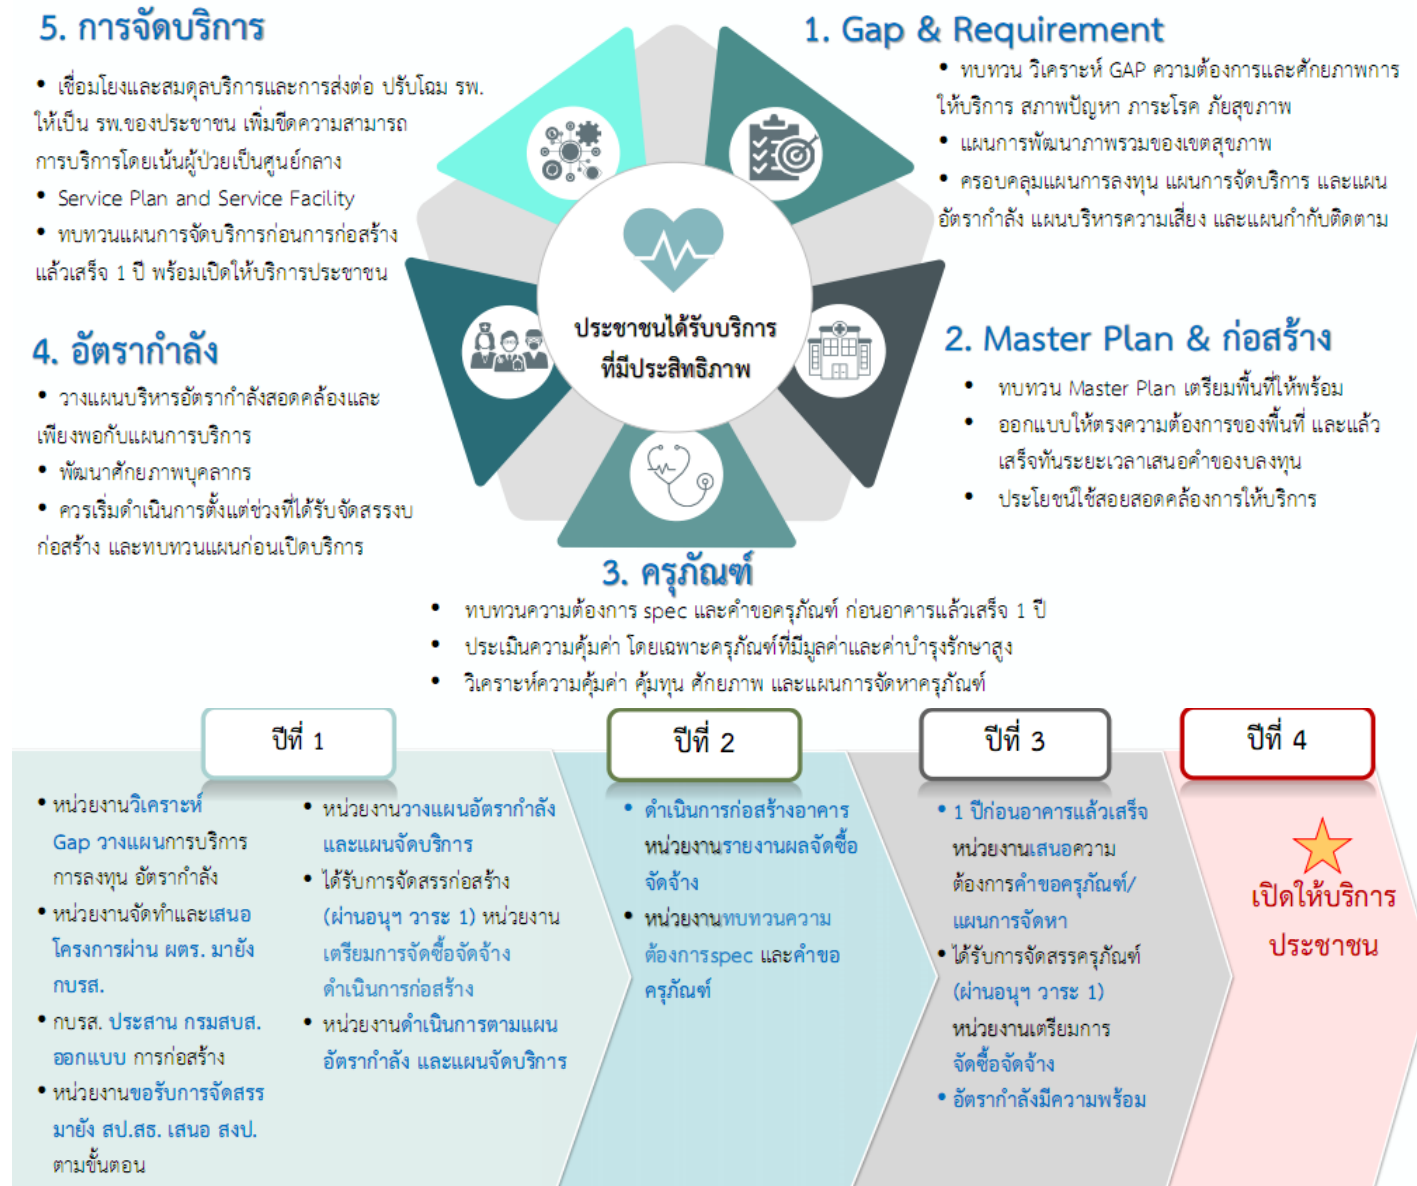 5. การจัดบริการ
• เชื่อมโยงและสมดุลบริการและการส่งต่อ ปรับโฉม รพ.
ให้เป็น รพ.ของประชาชน เพิ่มขีดความสามารถ
การบริการโดยเน้นผู้ป่วยเป็นศูนย์กลาง
• Service Plan and Service Facility
• ทบทวนแผนการจัดบริการก่อนการก่อสร้าง
แล้วเสร็จ 1 ปี พร้อมเปิดให้บริการประชาชน
1. Gap & Requirement
• ทบทวน วิเคราะห์ GAP ความต้องการและศักยภาพการ
ให้บริการ สภาพปัญหา ภาระโรค ภัยสุขภาพ
• แผนการพัฒนาภาพรวมของเขตสุขภาพ
• ครอบคลุมแผนการลงทุน แผนการจัดบริการ และแผน
อัตรากำลัง แผนบริหารความเสี่ยง และแผนกำกับติดตาม
ประชาชนได้รับบริการ
ที่มีประสิทธิภาพ
4. อัตรากำลัง
• วางแผนบริหารอัตรากำลังสอดคล้องและ
เพียงพอกับแผนการบริการ
• พัฒนาศักยภาพบุคลากร
• ควรเริ่มดำเนินการตั้งแต่ช่วงที่ได้รับจัดสรรงบ
ก่อสร้าง และทบทวนแผนก่อนเปิดบริการ
2. Master Plan & ก่อสร้าง
• ทบทวน Master Plan เตรียมพื้นที่ให้พร้อม
• ออกแบบให้ตรงความต้องการของพื้นที่ และแล้ว
เสร็จทันระยะเวลาเสนอคำของบลงทุน
• ประโยชน์ใช้สอยสอดคล้องการให้บริการ
3. ครุภัณฑ์
• ทบทวนความต้องการ spec และคำขอครุภัณฑ์ ก่อนอาคารแล้วเสร็จ 1 ปี
• ประเมินความคุ้มค่า โดยเฉพาะครุภัณฑ์ที่มีมูลค่าและค่าบำรุงรักษาสูง
• วิเคราะห์ความคุ้มค่า คุ้มทุน ศักยภาพ และแผนการจัดหาครุภัณฑ์
ปีที่ 1
• หน่วยงานวิเคราะห์
Gap วางแผนการบริการ
การลงทุน อัตรากำลัง
• หน่วยงานจัดทำและเสนอ
โครงการผ่าน ผตร. มายัง
กบรส.
• กบรส. ประสาน กรมสบส.
ออกแบบ การก่อสร้าง
• หน่วยงานขอรับการจัดสรร
มายัง สป.สธ. เสนอ สงป.
ตามขั้นตอน
• หน่วยงานวางแผนอัตรากำลัง
และแผนจัดบริการ
• ได้รับการจัดสรรก่อสร้าง
(ผ่านอนุฯ วาระ 1) หน่วยงาน
เตรียมการจัดซื้อจัดจ้าง
ดำเนินการก่อสร้าง
• หน่วยงานดำเนินการตามแผน
อัตรากำลัง และแผนจัดบริการ
ปีที่ 2
• ดำเนินการก่อสร้างอาคาร
หน่วยงานรายงานผลจัดซื้อ
จัดจ้าง
• หน่วยงานทบทวนความ
ต้องการspec และคำขอ
ครุภัณฑ์
ปีที่ 3
• 1 ปีก่อนอาคารแล้วเสร็จ
หน่วยงานเสนอความ
ต้องการคำขอครุภัณฑ์/
แผนการจัดหา
• ได้รับการจัดสรรครุภัณฑ์
(ผ่านอนุฯ วาระ 1)
หน่วยงานเตรียมการ
จัดซื้อจัดจ้าง
• อัตรากำลังมีความพร้อม
ปีที่ 4
เปิดให้บริการ
ประชาชน